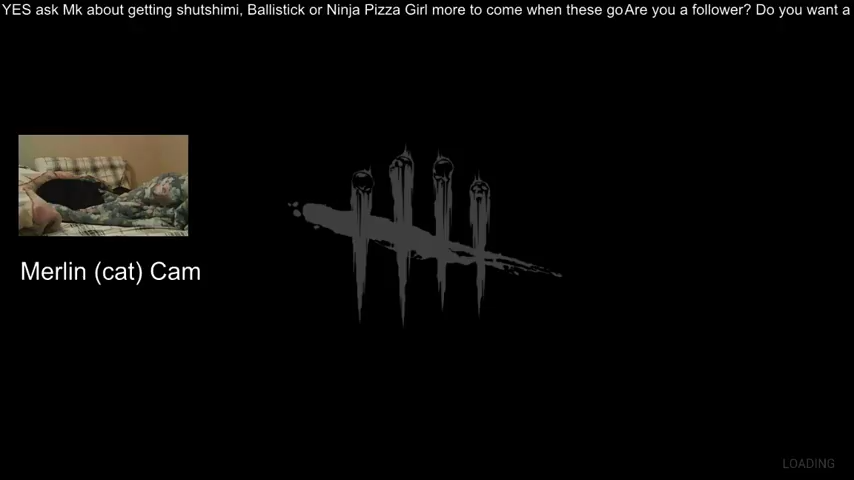 YES ask Mk about getting shutshimi, Ballistick or Ninja Pizza Girl more to come when these go Are you a follower? Do you want a
Merlin (cat) Cam
LOADING